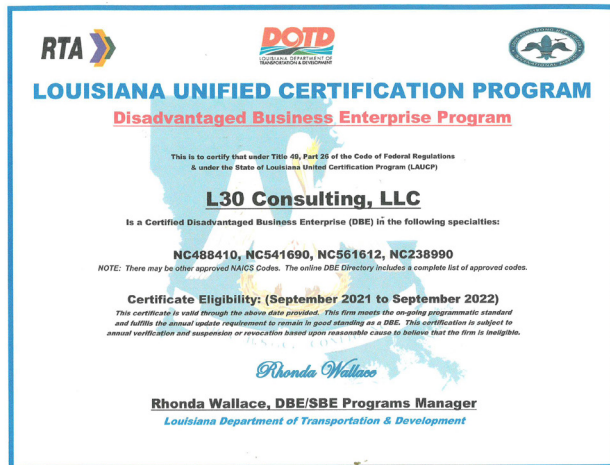 RTA
DOTD
LOUISIANA DEPARTMENT OF
TRANSPORTATION & DEVELOPMENT
LOUISIANA UNIFIED CERTIFICATION PROGRAM
Disadvantaged Business Enterprise Program
This is to certify that under Title 49, Part 26 of the Code of Federal Regulations
& under the State of Louisiana United Certification Program (LAUCP)
L30 Consulting, LLC
Is a Certified Disadvantaged Business Enterprise (DBE) in the following specialties:
NC488410, NC541690, NC561612, NC238990
NOTE: There may be other approved NAICS Codes. The online DBE Directory includes a complete list of approved codes.
Certificate Eligibility: (September 2021 to September 2022)
This certificate is valid through the above date provided. This firm meets the on-going programmatic standard
and fulfills the annual update requirement to remain in good standing as a DBE. This certification is subject to
annual verification and suspension or revocation based upon reasonable cause to believe that the firm is ineligible.
Rhonda Wallace
Rhonda Wallace, DBE/SBE Programs Manager
Louisiana Department of Transportation & Development